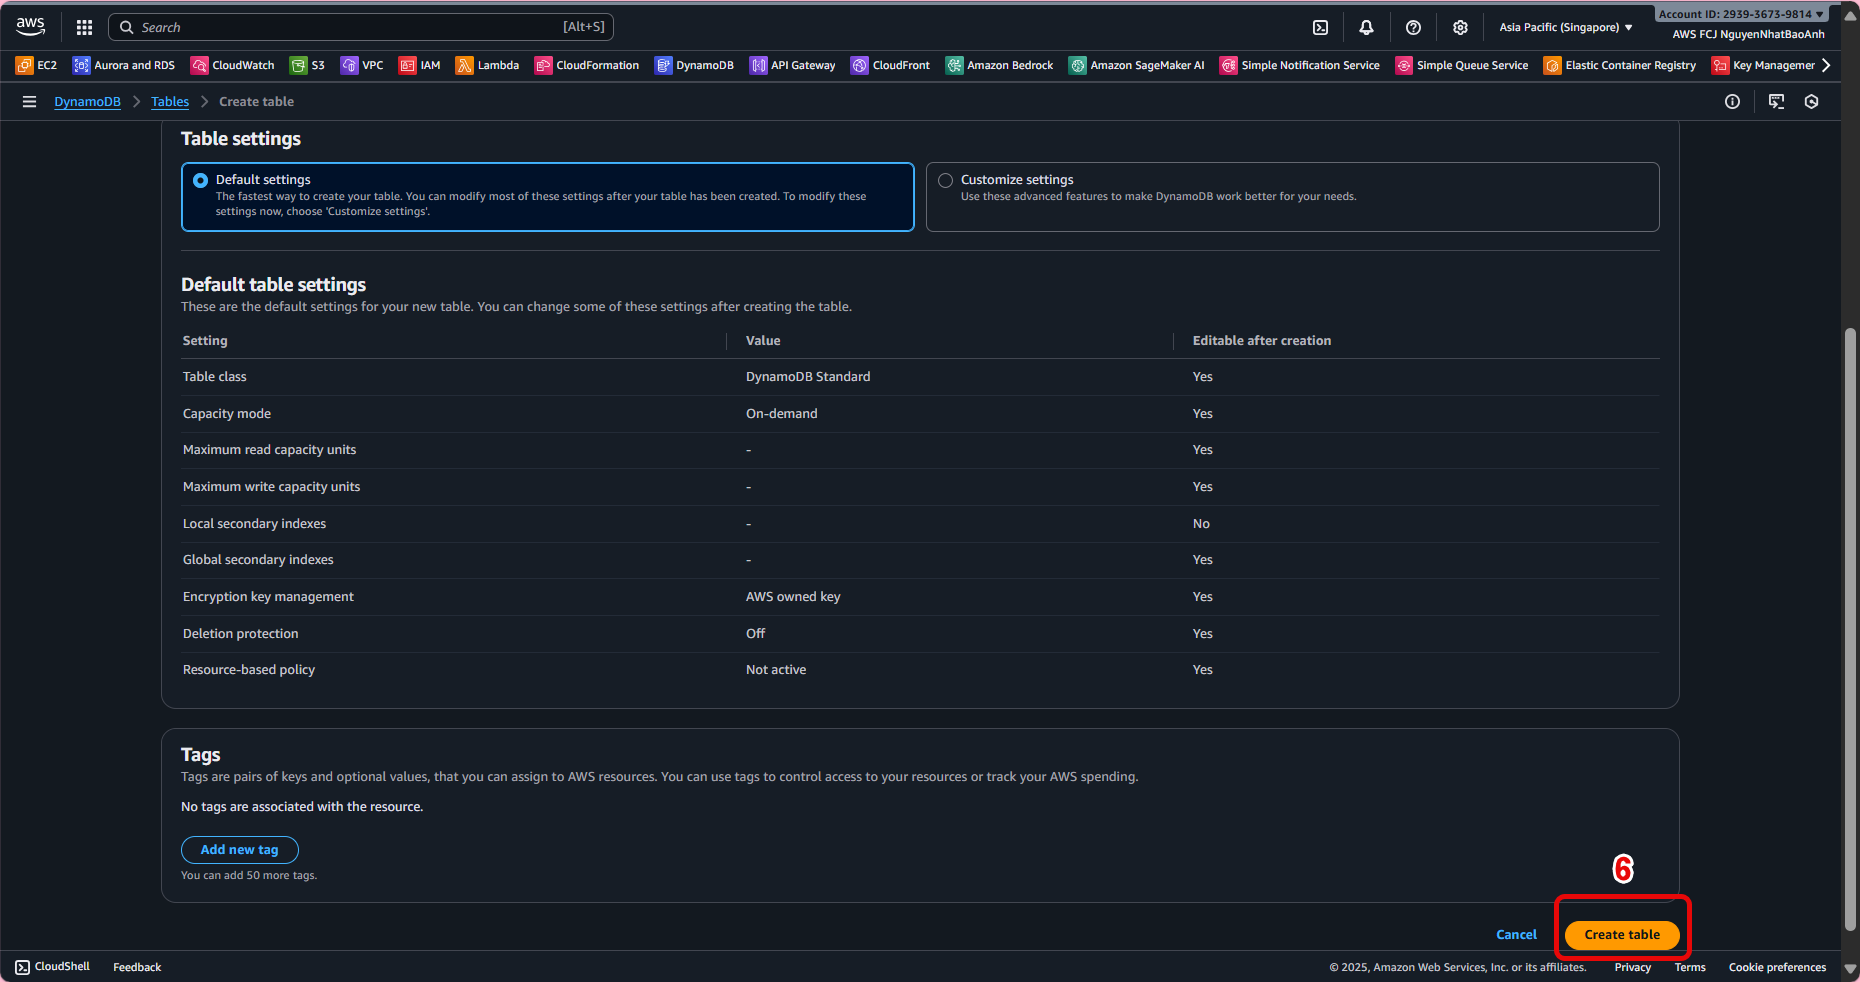 aws
Search
[Alt+S]
Asia Pacific (Singapore)
Account ID: 2939-3673-9814
AWS FCJ NguyenNhatBaoAnh
EC2
Aurora and RDS
CloudWatch
S3
VPC
IAM
Lambda
CloudFormation
DynamoDB
API Gateway
CloudFront
Amazon Bedrock
Amazon SageMaker AI
Simple Notification Service
Simple Queue Service
Elastic Container Registry
Key Managemer
DynamoDB
Tables
Create table
Table settings
Default settings
The fastest way to create your table. You can modify most of these settings after your table has been created. To modify these
settings now, choose 'Customize settings'.
Customize settings
Use these advanced features to make DynamoDB work better for your needs.
Default table settings
These are the default settings for your new table. You can change some of these settings after creating the table.
Setting Value Editable after creation
Table class DynamoDB Standard Yes
Capacity mode On-demand Yes
Maximum read capacity units - Yes
Maximum write capacity units - Yes
Local secondary indexes - No
Global secondary indexes - Yes
Encryption key management AWS owned key Yes
Deletion protection Off Yes
Resource-based policy Not active Yes
Tags
Tags are pairs of keys and optional values, that you can assign to AWS resources. You can use tags to control access to your resources or track your AWS spending.
No tags are associated with the resource.
Add new tag
You can add 50 more tags.
6
Cancel
Create table
CloudShell
Feedback
© 2025, Amazon Web Services, Inc. or its affiliates.
Privacy
Terms
Cookie preferences